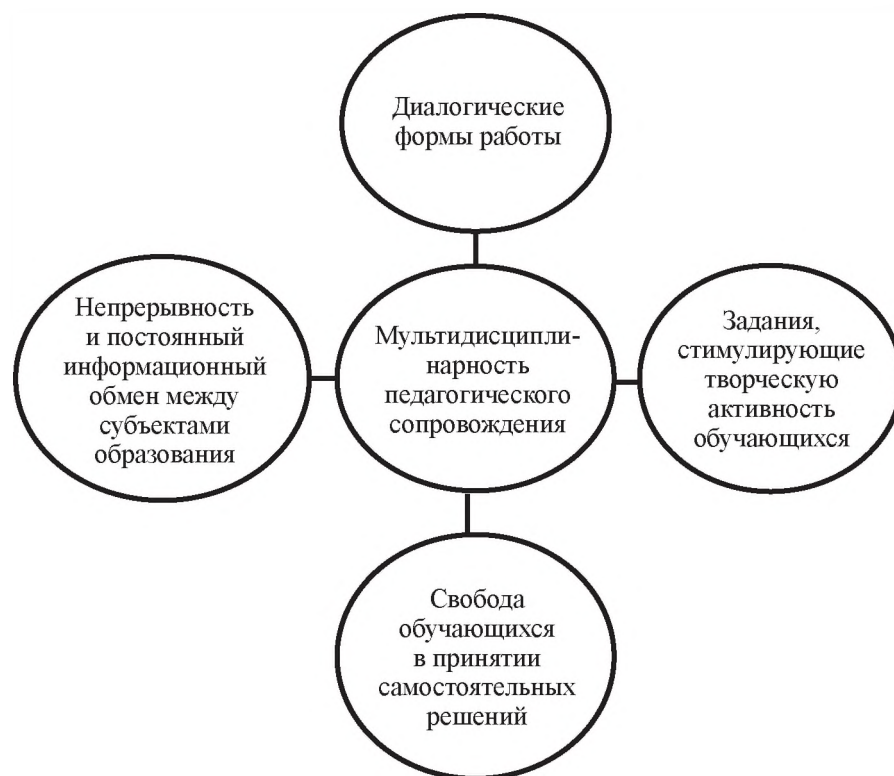 Диалогические
формы работы
Непрерывность
и постоянный
информационный
обмен между
субъектами
образования
Мультидисципли-
нарность
педагогического
сопровождения
Задания,
стимулирующие
творческую
активность
обучающихся
Свобода
обучающихся
в принятии
самостоятельных
решений